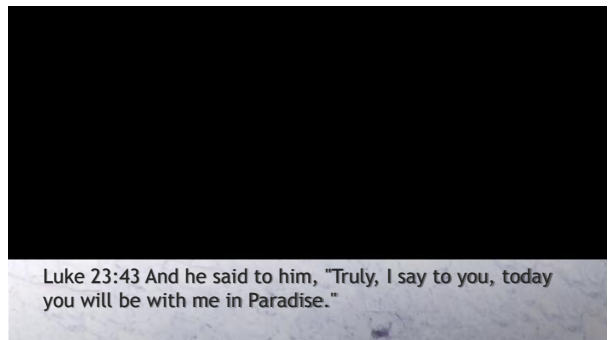 Luke 23:43 And he said to him, "Truly, I say to you, today
you will be with me in Paradise."